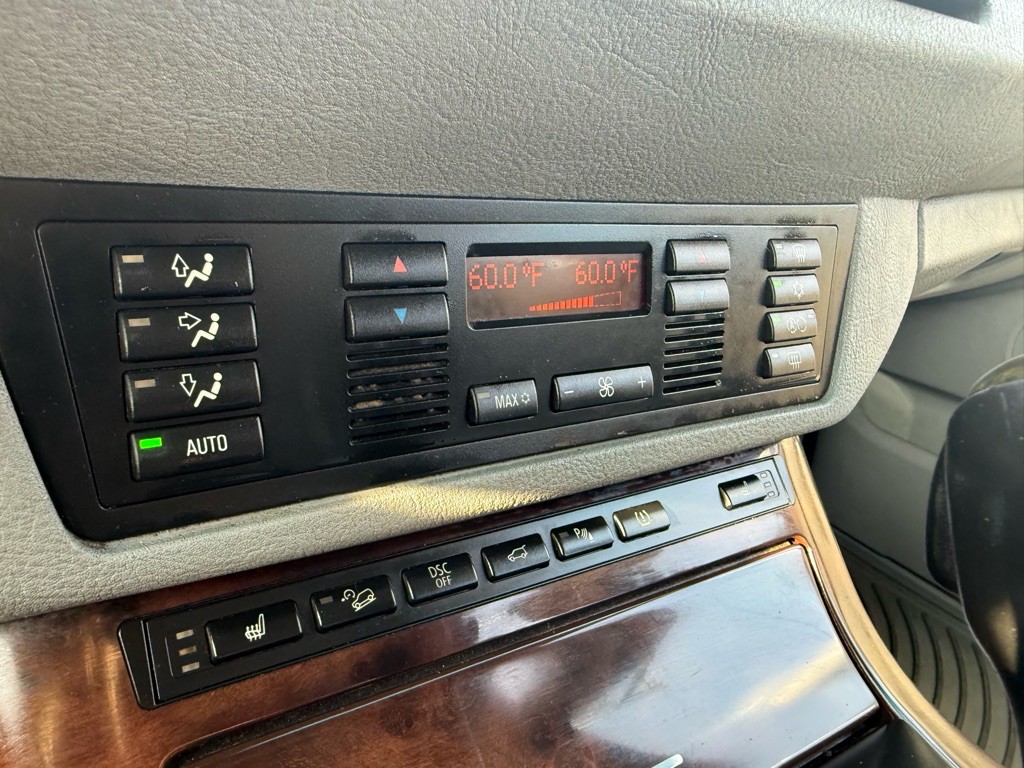 60.0°F 60.0°F
MAX
- +
AUTO
DSC
OFF
P